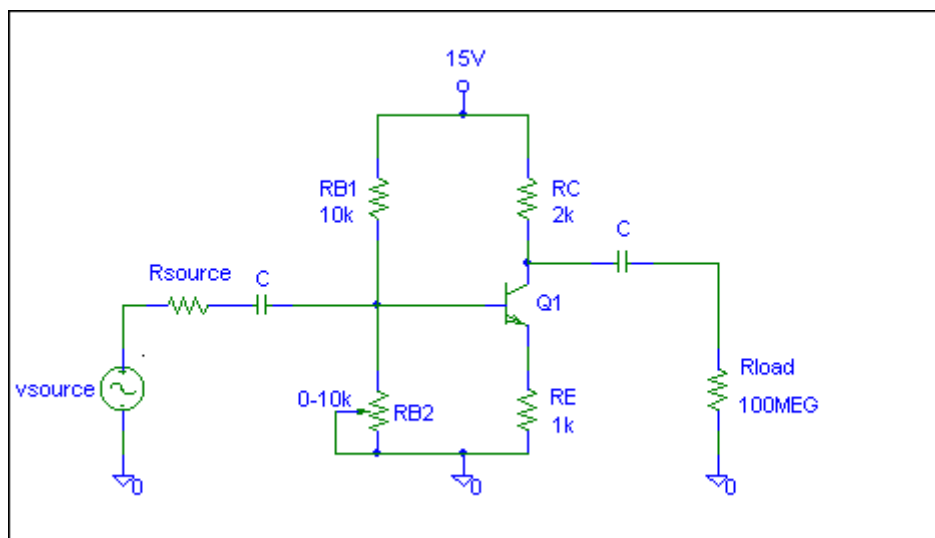 15V
RB1
10k
RC
2k
C
Rsource
C
Q1
vsource
0-10k
RB2
RE
1k
Rload
100MEG
0
0
0